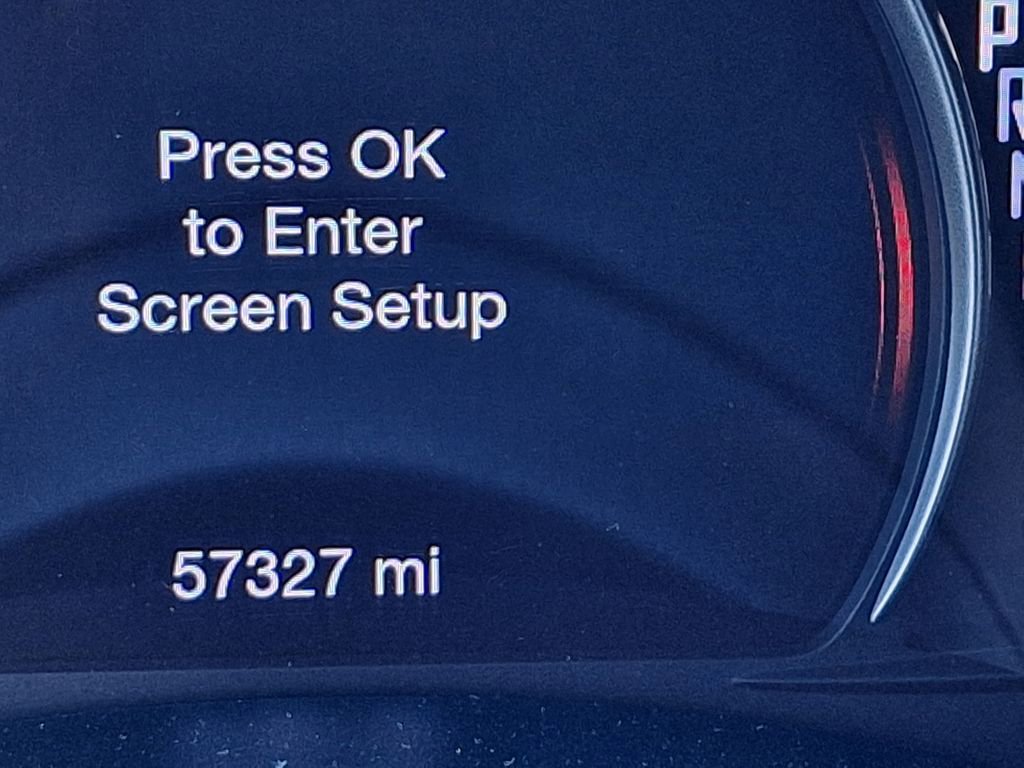 Press OK
to Enter
Screen Setup
57327 mi
P
R
N